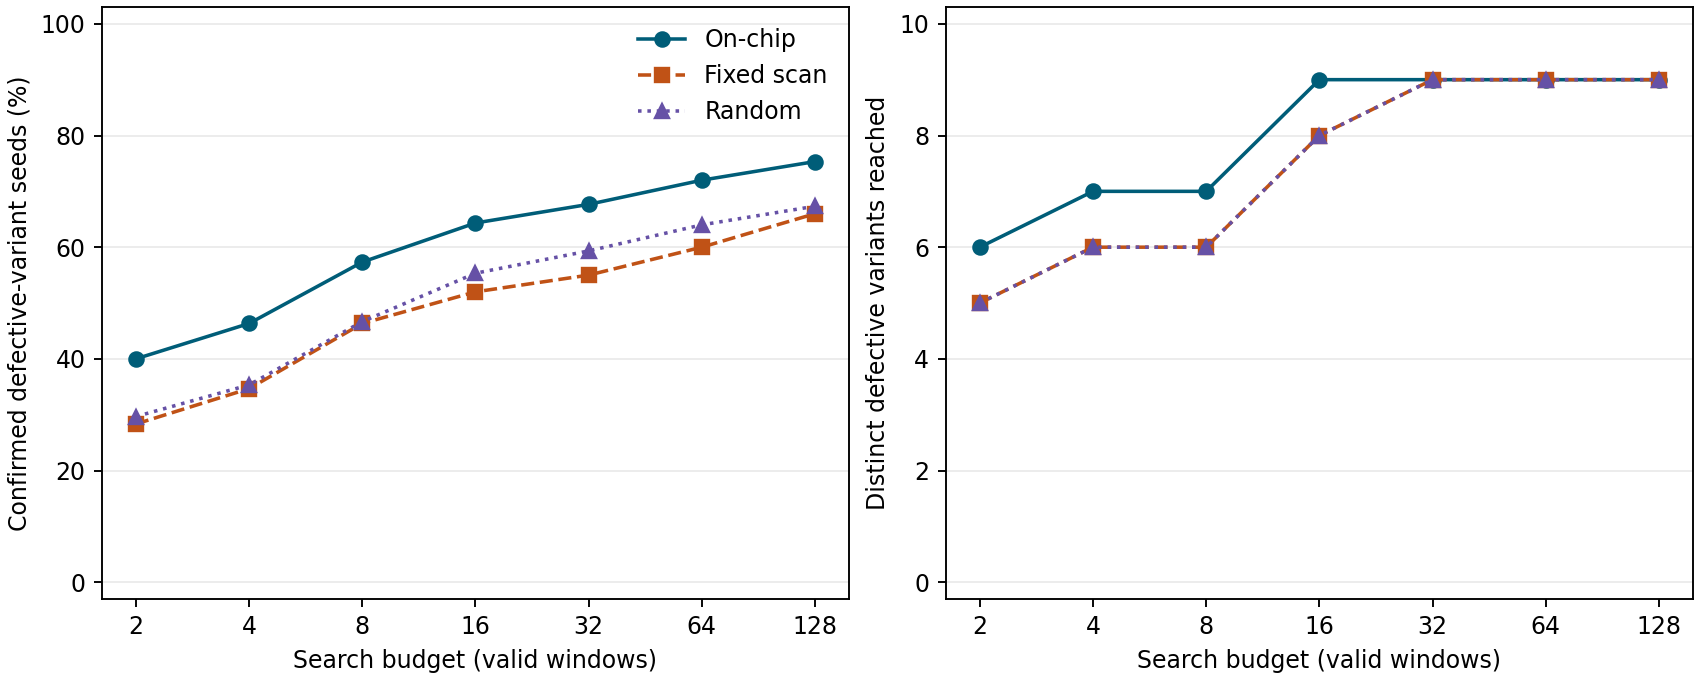 Confirmed defective-variant seeds (%)
100
80
60
40
20
0
On-chip
Fixed scan
Random
2 4 8 16 32 64 128
Search budget (valid windows)
Distinct defective variants reached
10
8
6
4
2
0
2 4 8 16 32 64 128
Search budget (valid windows)